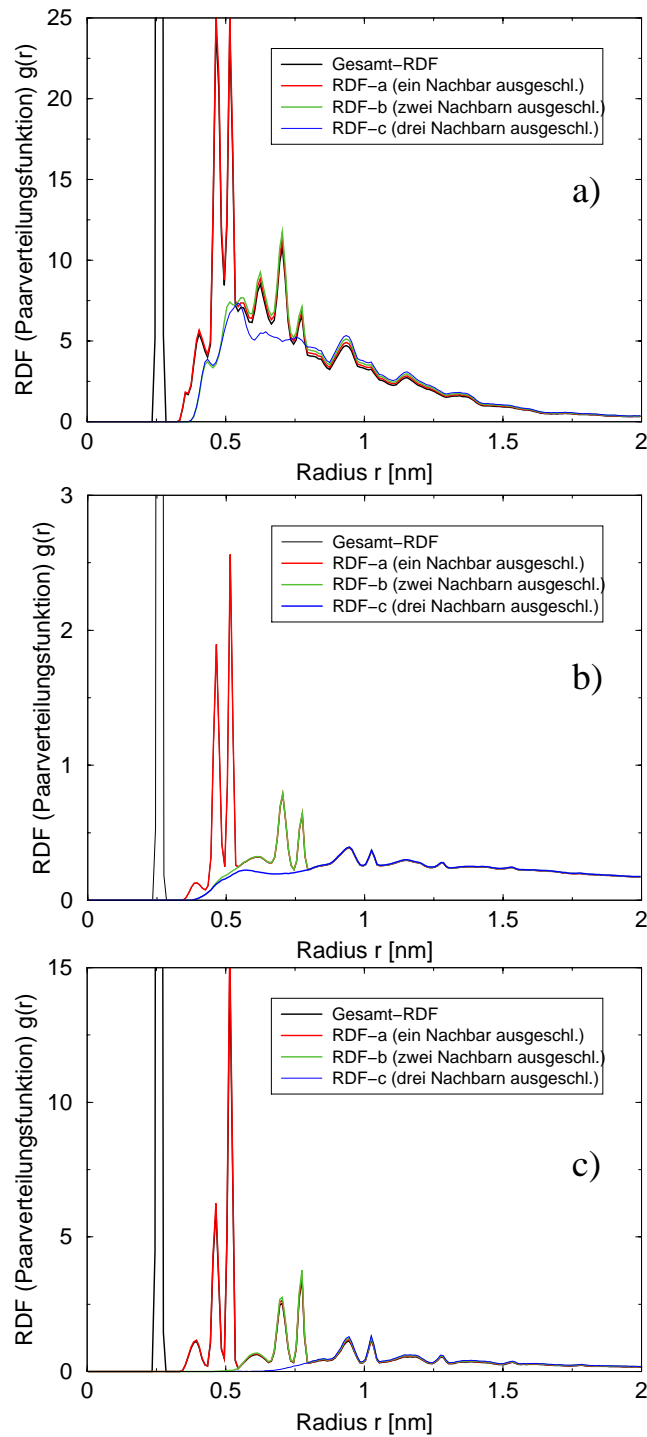 25
20
15
10
5
0
RDF (Paarverteilungsfunktion) g(r)
Gesamt−RDF
RDF−a (ein Nachbar ausgeschl.)
RDF−b (zwei Nachbarn ausgeschl.)
RDF−c (drei Nachbarn ausgeschl.)
a)
0 0.5 1 1.5 2
Radius r [nm]
3
2
1
0
RDF (Paarverteilungsfunktion) g(r)
Gesamt−RDF
RDF−a (ein Nachbar ausgeschl.)
RDF−b (zwei Nachbarn ausgeschl.)
RDF−c (drei Nachbarn ausgeschl.)
b)
0 0.5 1 1.5 2
Radius r [nm]
15
10
5
0
RDF (Paarverteilungsfunktion) g(r)
Gesamt−RDF
RDF−a (ein Nachbar ausgeschl.)
RDF−b (zwei Nachbarn ausgeschl.)
RDF−c (drei Nachbarn ausgeschl.)
c)
0 0.5 1 1.5 2
Radius r [nm]